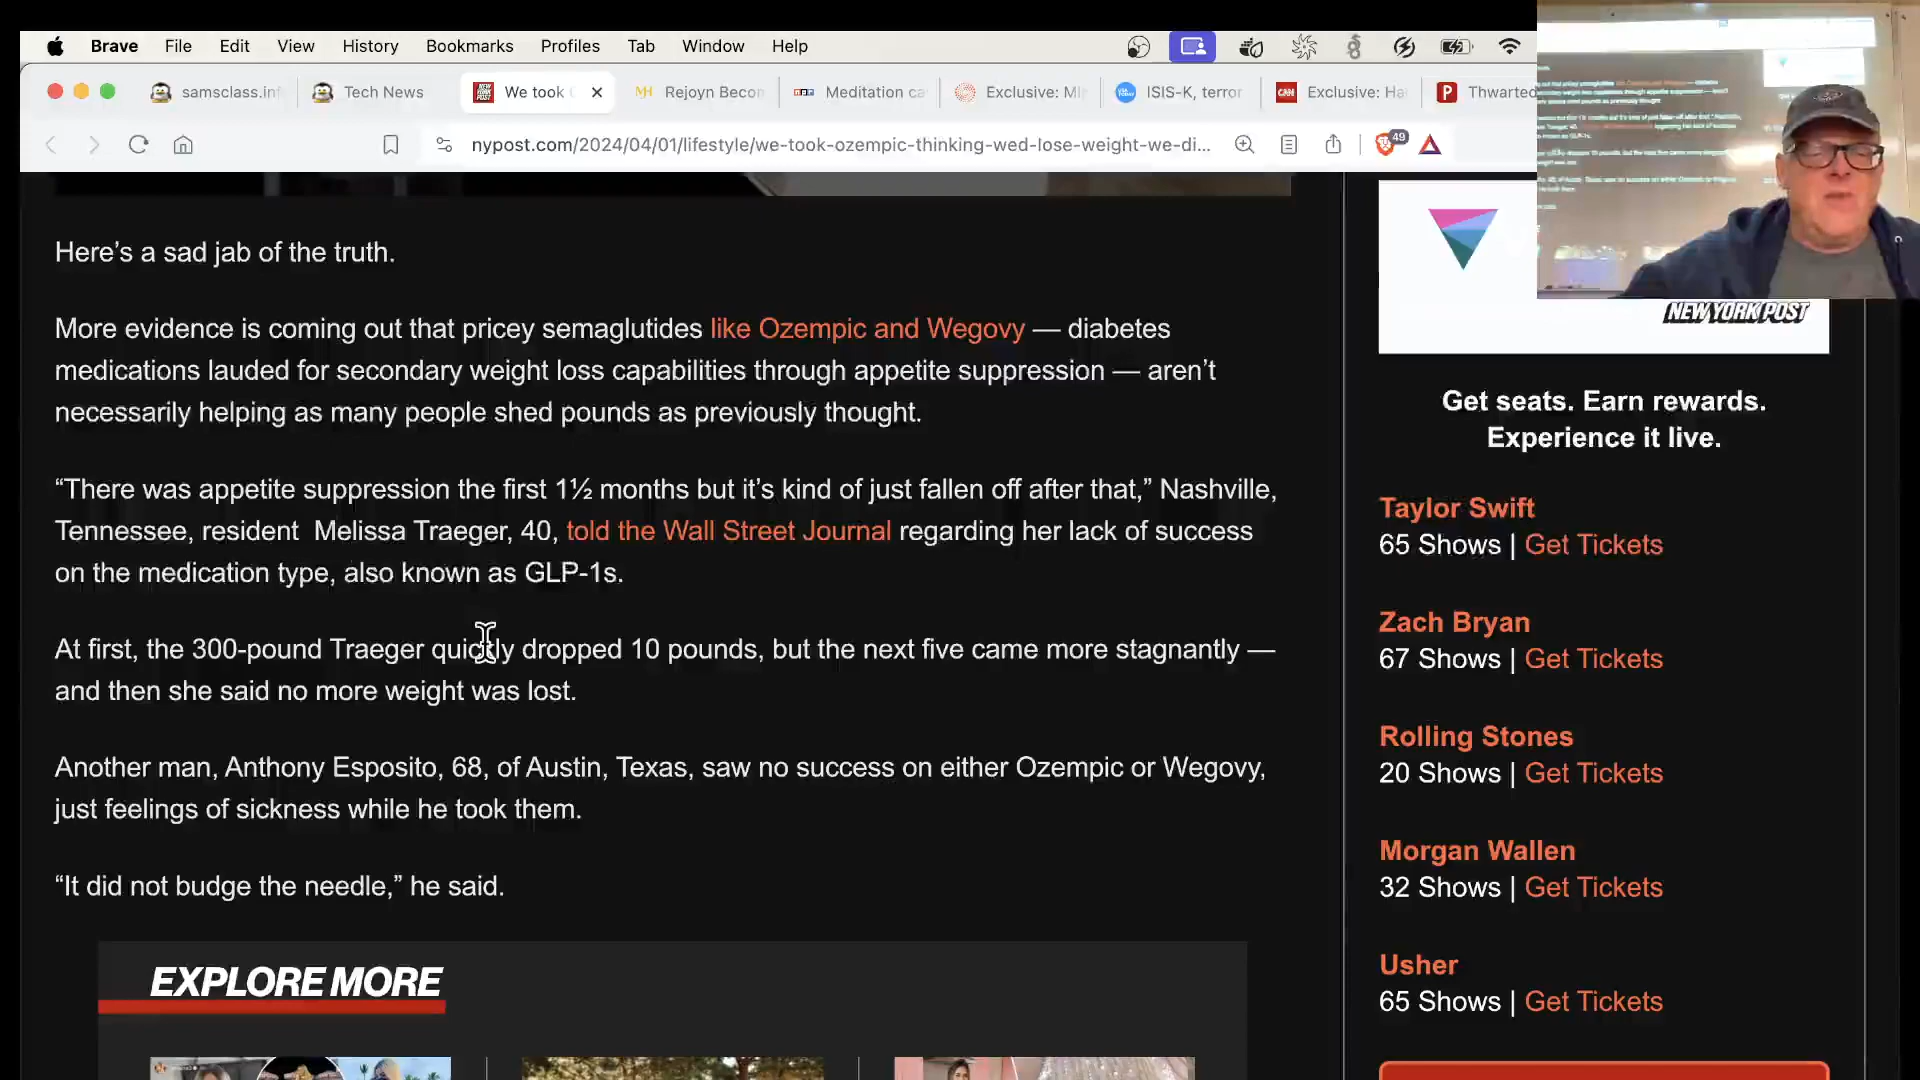 Brave File Edit View History Bookmarks Profiles Tab Window Help
samsclass.inf Tech News We took Rejoyn Becon Meditation ca Exclusive: ISIS-K, terror CNN Exclusive: Ha Thwarted
nypost.com/2024/04/01/lifestyle/we-took-ozempic-thinking-wed-lose-weight-we-di... 49
Here’s a sad jab of the truth.
More evidence is coming out that pricey semaglutides like Ozempic and Wegovy — diabetes
medications lauded for secondary weight loss capabilities through appetite suppression — aren’t
necessarily helping as many people shed pounds as previously thought.
“There was appetite suppression the first 1½ months but it’s kind of just fallen off after that,” Nashville,
Tennessee, resident Melissa Traeger, 40, told the Wall Street Journal regarding her lack of success
on the medication type, also known as GLP-1s.
At first, the 300-pound Traeger quickly dropped 10 pounds, but the next five came more stagnantly —
and then she said no more weight was lost.
Another man, Anthony Esposito, 68, of Austin, Texas, saw no success on either Ozempic or Wegovy,
just feelings of sickness while he took them.
“It did not budge the needle,” he said.
EXPLORE MORE
NEW YORK POST
Get seats. Earn rewards.
Experience it live.
Taylor Swift
65 Shows | Get Tickets
Zach Bryan
67 Shows | Get Tickets
Rolling Stones
20 Shows | Get Tickets
Morgan Wallen
32 Shows | Get Tickets
Usher
65 Shows | Get Tickets